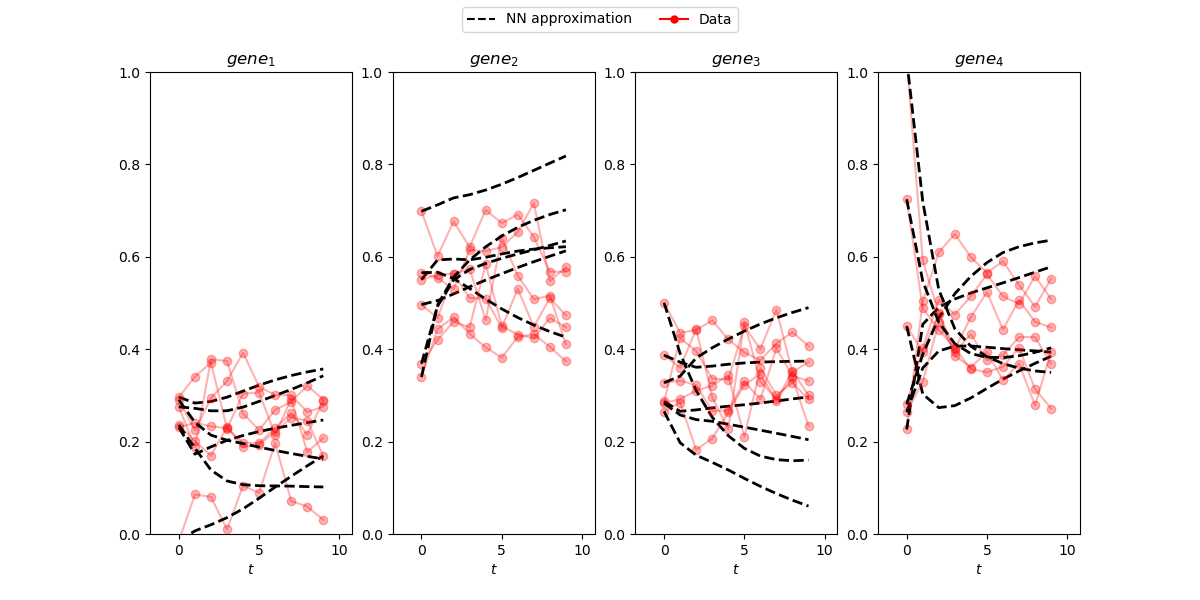 NN approximation Data
gene₁ gene₂ gene₃ gene₄
1.0 1.0 1.0 1.0
0.8 0.8 0.8 0.8
0.6 0.6 0.6 0.6
0.4 0.4 0.4 0.4
0.2 0.2 0.2 0.2
0.0 0.0 0.0 0.0
0 5 10 0 5 10 0 5 10 0 5 10
t t t t